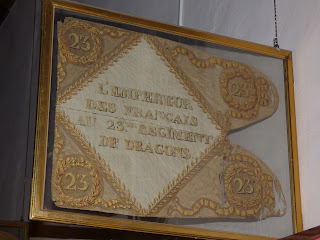 23
23
L'EMPEREUR
DES FRANÇAIS
AU 23ME REGIMENT
DE DRAGONS
23
23